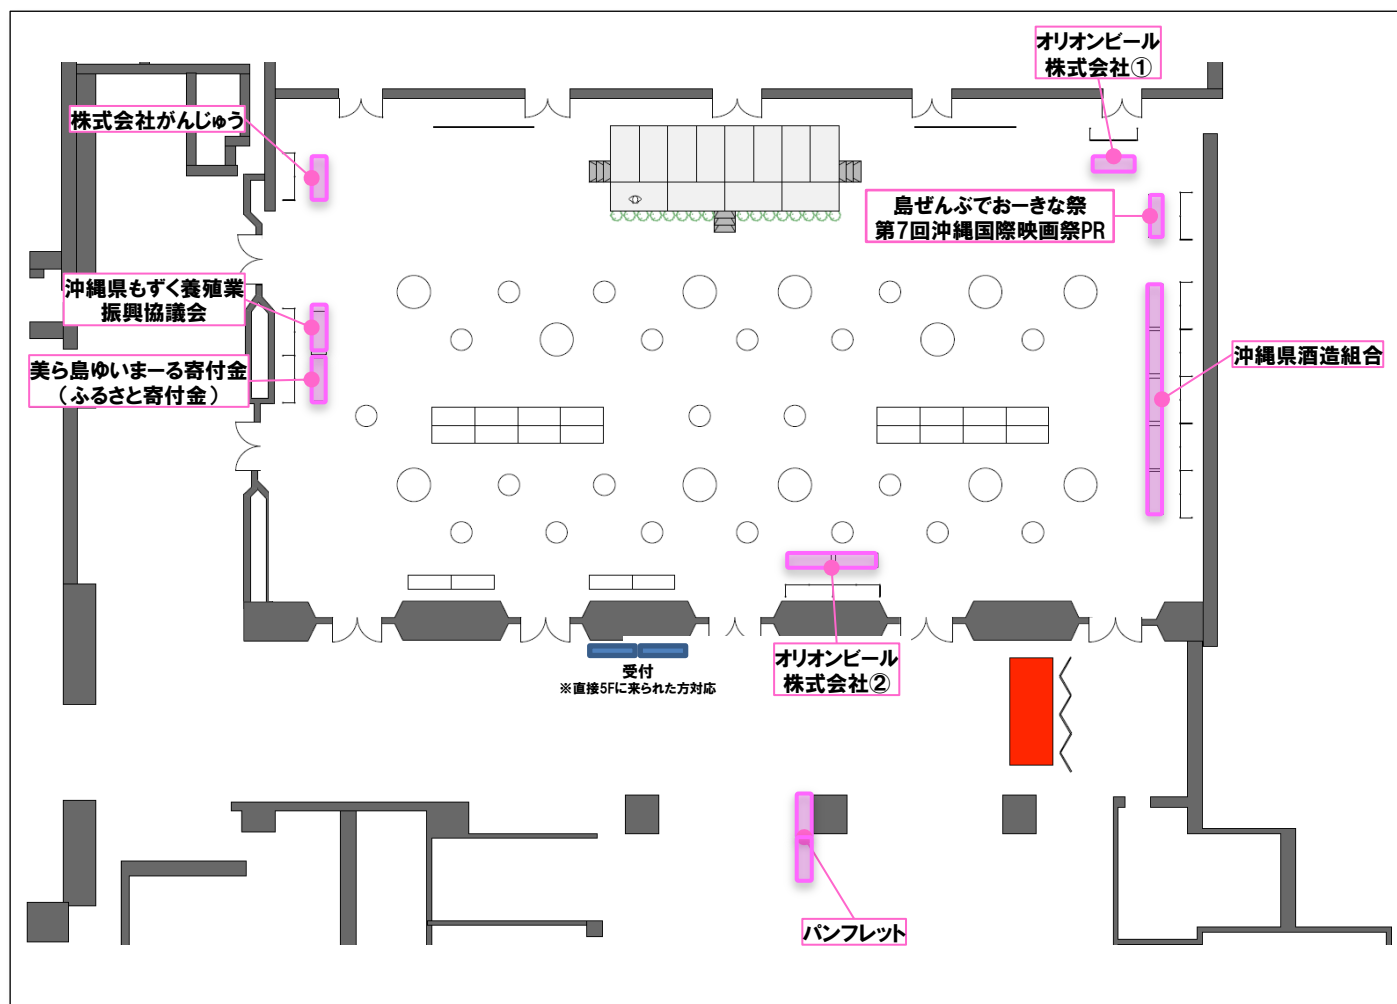 オリオンビール
株式会社①
株式会社がんじゅう
島ぜんぶでおーきな祭
第7回沖縄国際映画祭PR
沖縄県もずく養殖業
振興協議会
美ら島ゆいまーる寄付金
（ふるさと寄付金）
沖縄県酒造組合
オリオンビール
株式会社②
受付
※直接5Fに来られた方対応
パンフレット